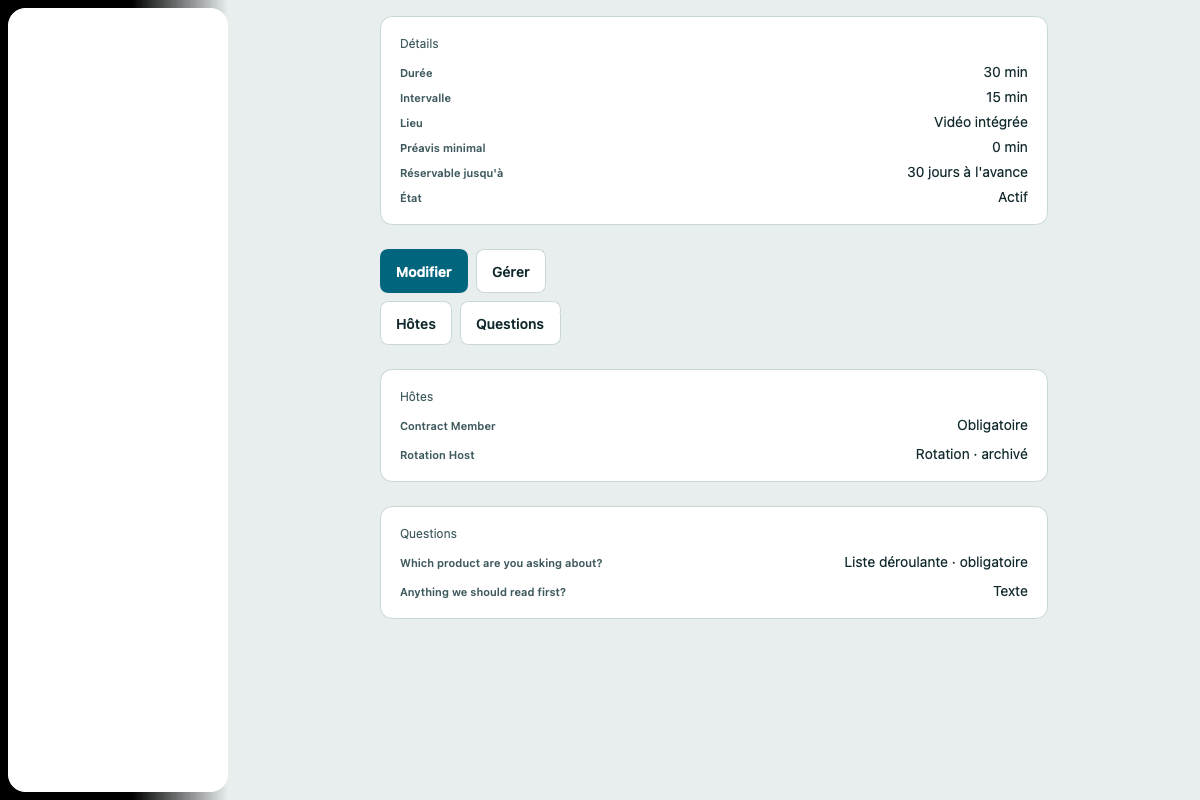 Détails
Durée 30 min
Intervalle 15 min
Lieu Vidéo intégrée
Préavis minimal 0 min
Réservable jusqu'à 30 jours à l'avance
État Actif
Modifier Gérer
Hôtes Questions
Hôtes
Contract Member Obligatoire
Rotation Host Rotation · archivé
Questions
Which product are you asking about? Liste déroulante · obligatoire
Anything we should read first? Texte